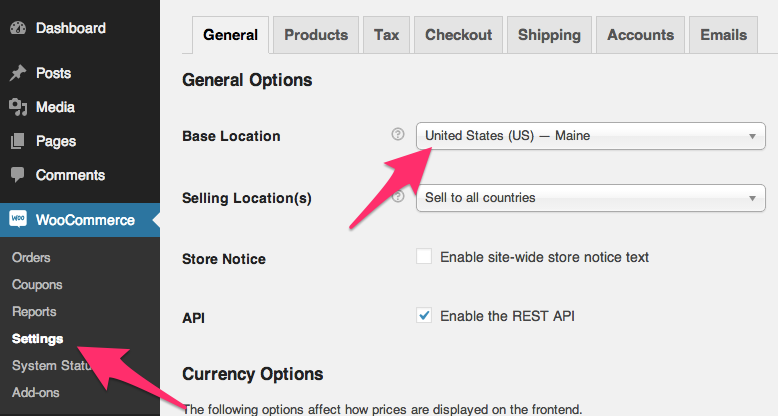 Dashboard
Posts
Media
Pages
Comments
WOO WooCommerce
Orders
Coupons
Reports
Settings
System Statu
Add-ons
General Products Tax Checkout Shipping Accounts Emails
General Options
Base Location ? United States (US) — Maine
Selling Location(s) ? Sell to all countries
Store Notice Enable site-wide store notice text
API Enable the REST API
Currency Options
The following options affect how prices are displayed on the frontend.